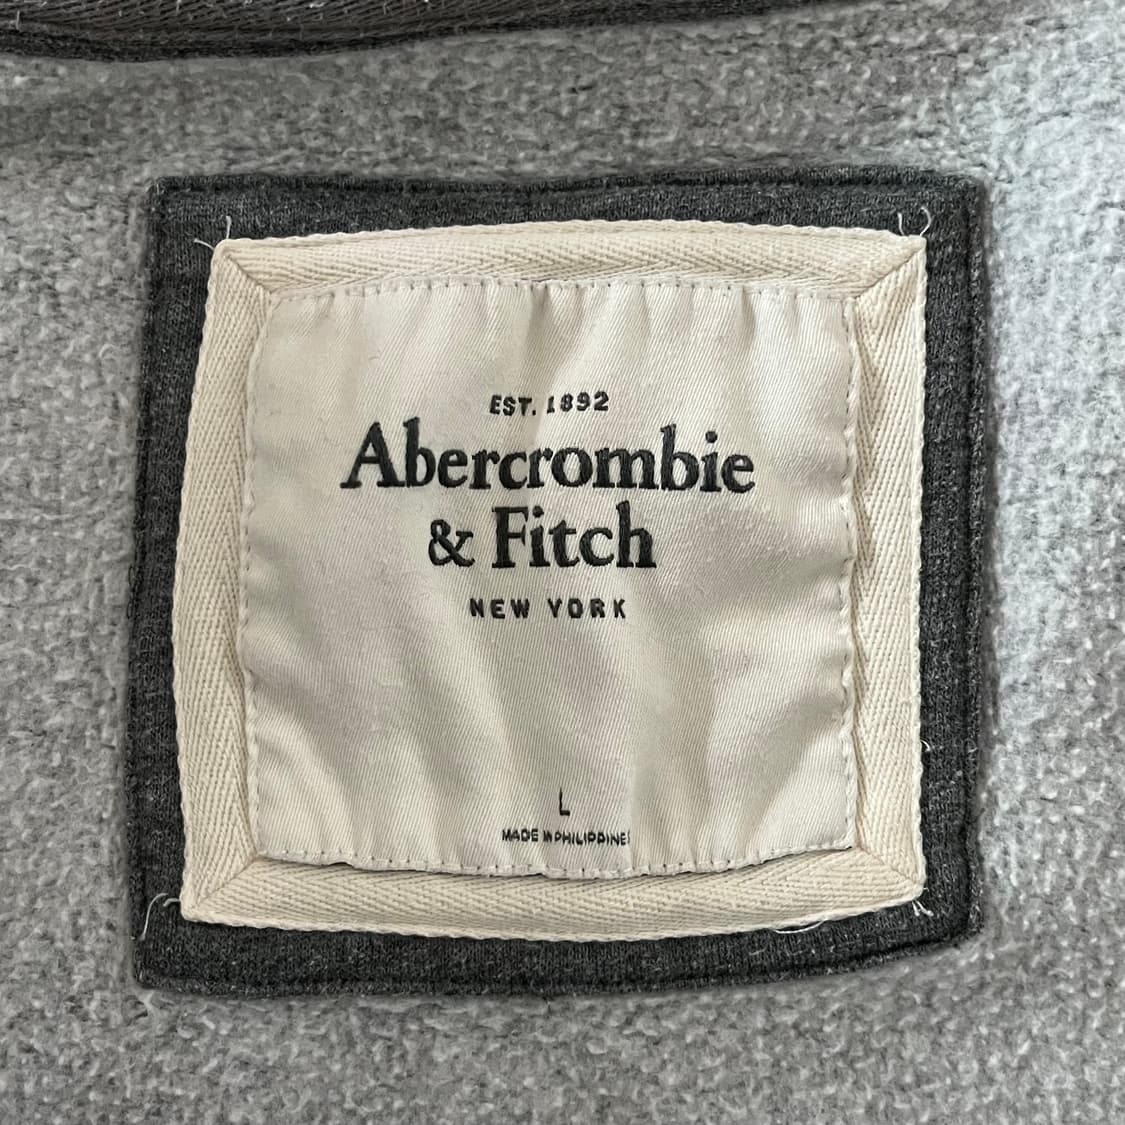 EST. 1892
Abercrombie
& Fitch
NEW YORK
L
MADE IN PHILIPPINES